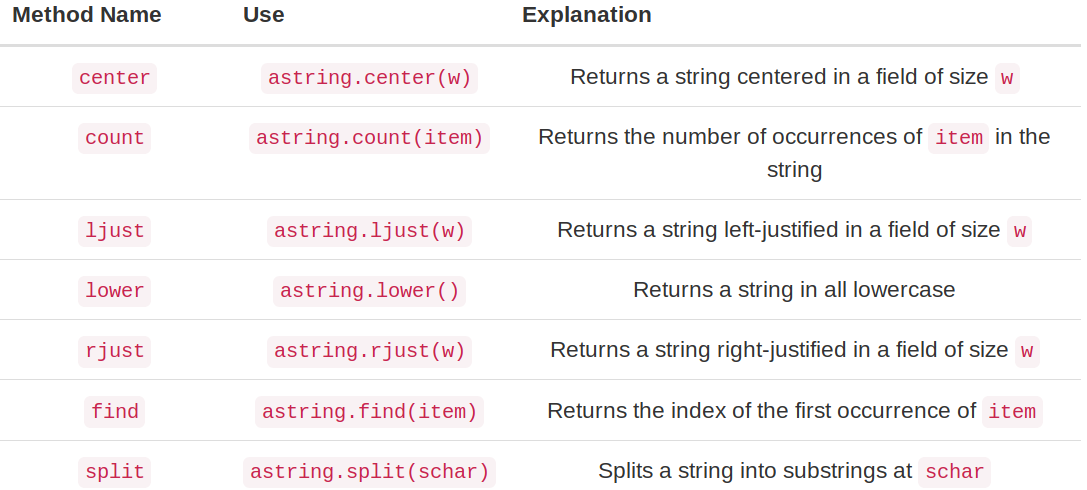 Method Name Use Explanation
center astring.center(w) Returns a string centered in a field of size w
count astring.count(item) Returns the number of occurrences of item in the
string
ljust astring.ljust(w) Returns a string left-justified in a field of size w
lower astring.lower() Returns a string in all lowercase
rjust astring.rjust(w) Returns a string right-justified in a field of size w
find astring.find(item) Returns the index of the first occurrence of item
split astring.split(schar) Splits a string into substrings at schar